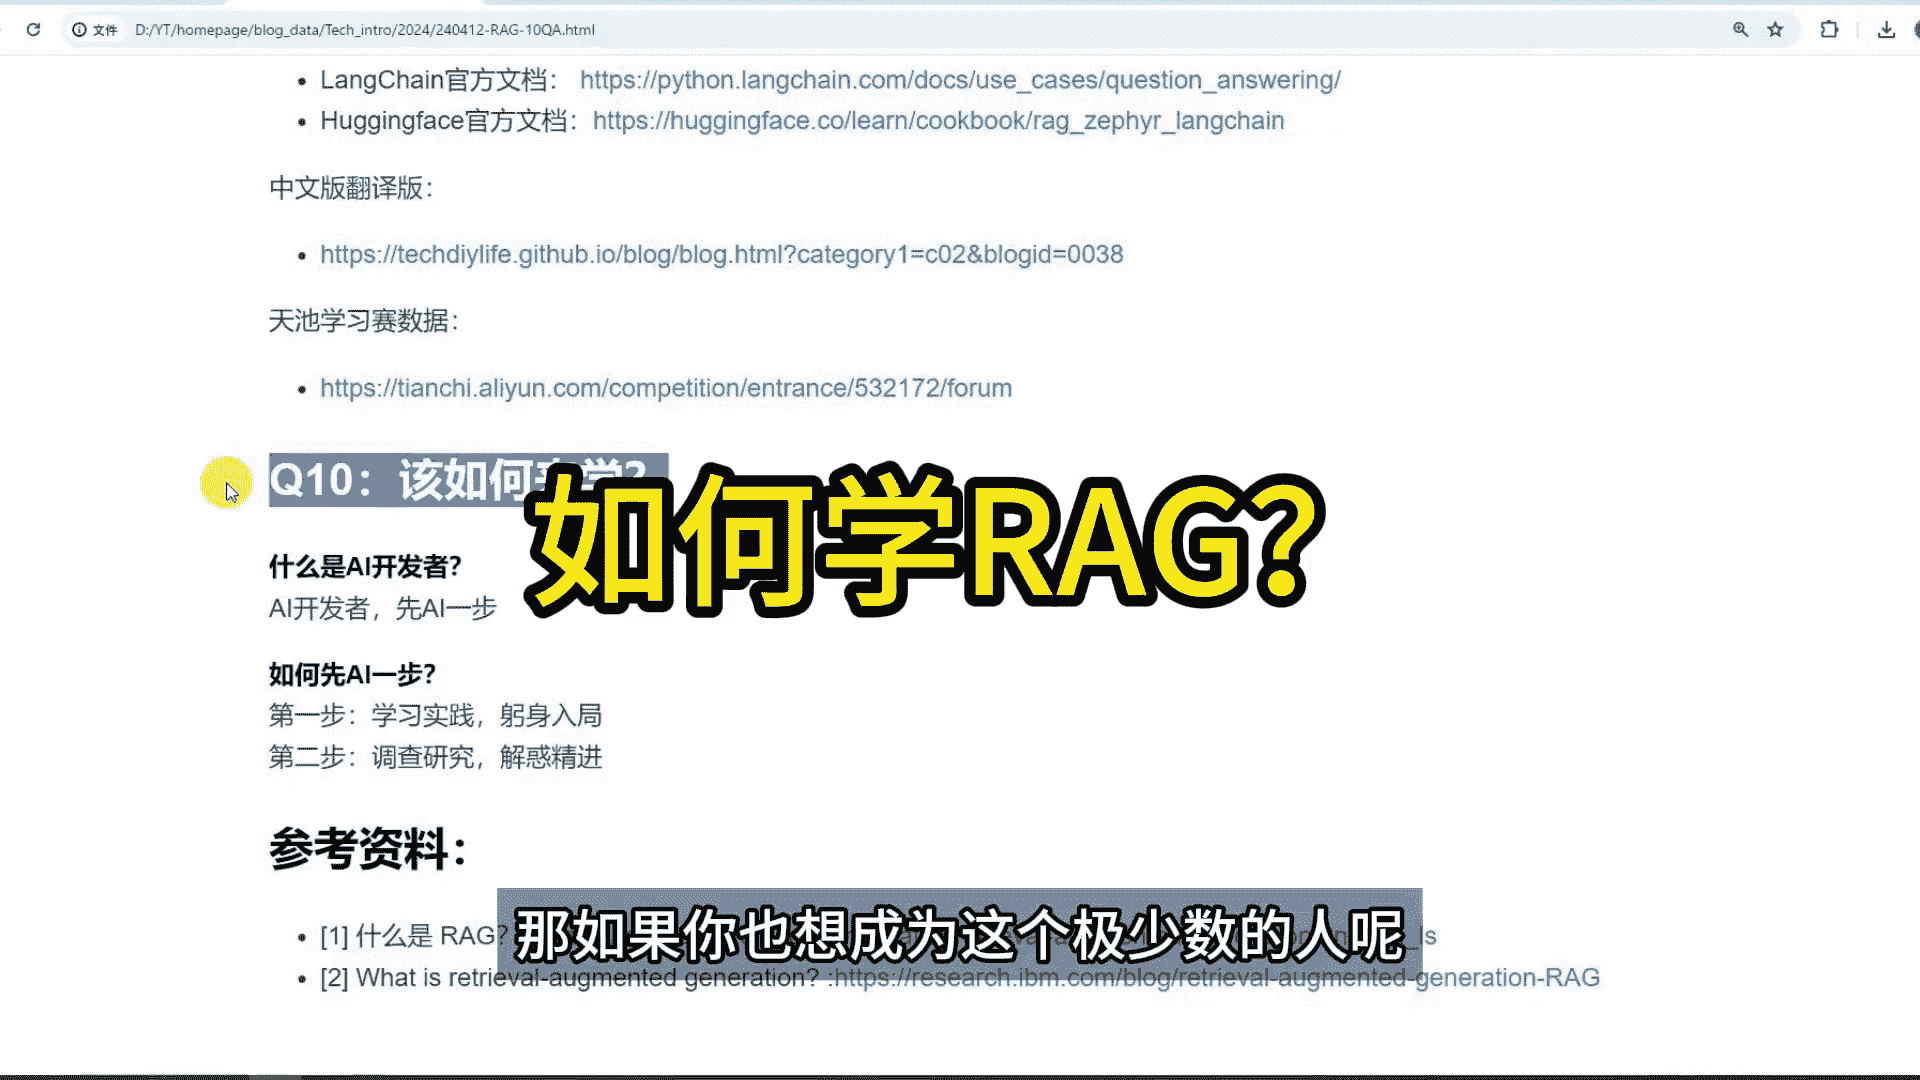 文件 D:/YT/homepage/blog_data/Tech_intro/2024/240412-RAG-10QA.html
LangChain官方文档： https://python.langchain.com/docs/use_cases/question_answering/
Huggingface官方文档：https://huggingface.co/learn/cookbook/rag_zephyr_langchain
中文版翻译版：
https://techdiylife.github.io/blog/blog.html?category1=c02&blogid=0038
天池学习赛数据：
https://tianchi.aliyun.com/competition/entrance/532172/forum
Q10：该如何来学？
如何学RAG?
什么是AI开发者？
AI开发者，先AI一步
如何先AI一步？
第一步：学习实践，躬身入局
第二步：调查研究，解惑精进
参考资料：
[1] 什么是 RAG?
那如果你也想成为这个极少数的人呢
[2] What is retrieval-augmented generation? :https://research.ibm.com/blog/retrieval-augmented-generation-RAG